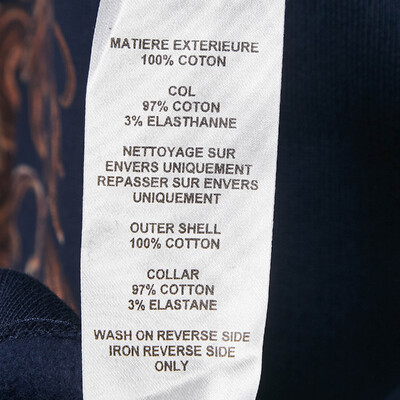 MATIERE EXTERIEURE
100% COTON
COL
97% COTON
3% ELASTHANNE
NETTOYAGE SUR
ENVERS UNIQUEMENT
REPASSER SUR ENVERS
UNIQUEMENT
OUTER SHELL
100% COTTON
COLLAR
97% COTTON
3% ELASTANE
WASH ON REVERSE SIDE
IRON REVERSE SIDE
ONLY